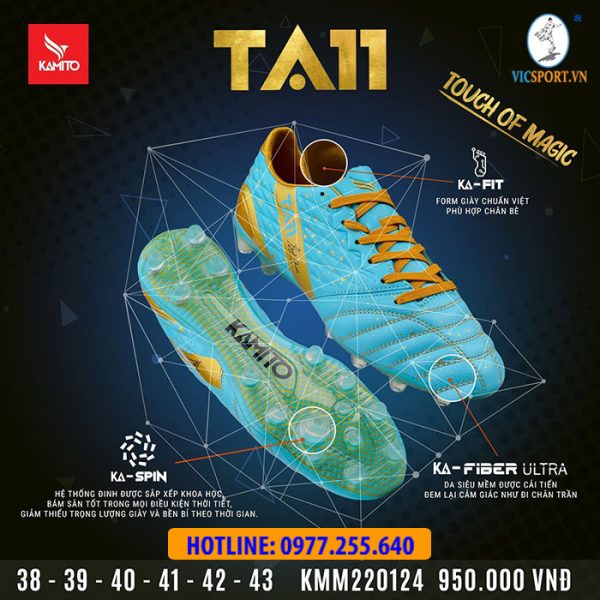 KAMITO
TA11
VICSPORT.VN
®
TOUCH OF MAGIC
KA-FIT
FORM GIÀY CHUẨN VIỆT
PHÙ HỢP CHÂN BÈ
KAMITO
KA-SPIN
HỆ THỐNG ĐINH ĐƯỢC SẮP XẾP KHOA HỌC,
BÁM SÂN TỐT TRONG MỌI ĐIỀU KIỆN THỜI TIẾT,
GIẢM THIỂU TRỌNG LƯỢNG GIÀY VÀ BỀN BỈ THEO THỜI GIAN.
KA-FIBER ULTRA
DA SIÊU MỀM ĐƯỢC CẢI TIẾN
ĐEM LẠI CẢM GIÁC NHƯ ĐI CHÂN TRẦN
HOTLINE: 0977.255.640
38 - 39 - 40 - 41 - 42 - 43 KMM220124 950.000 VNĐ